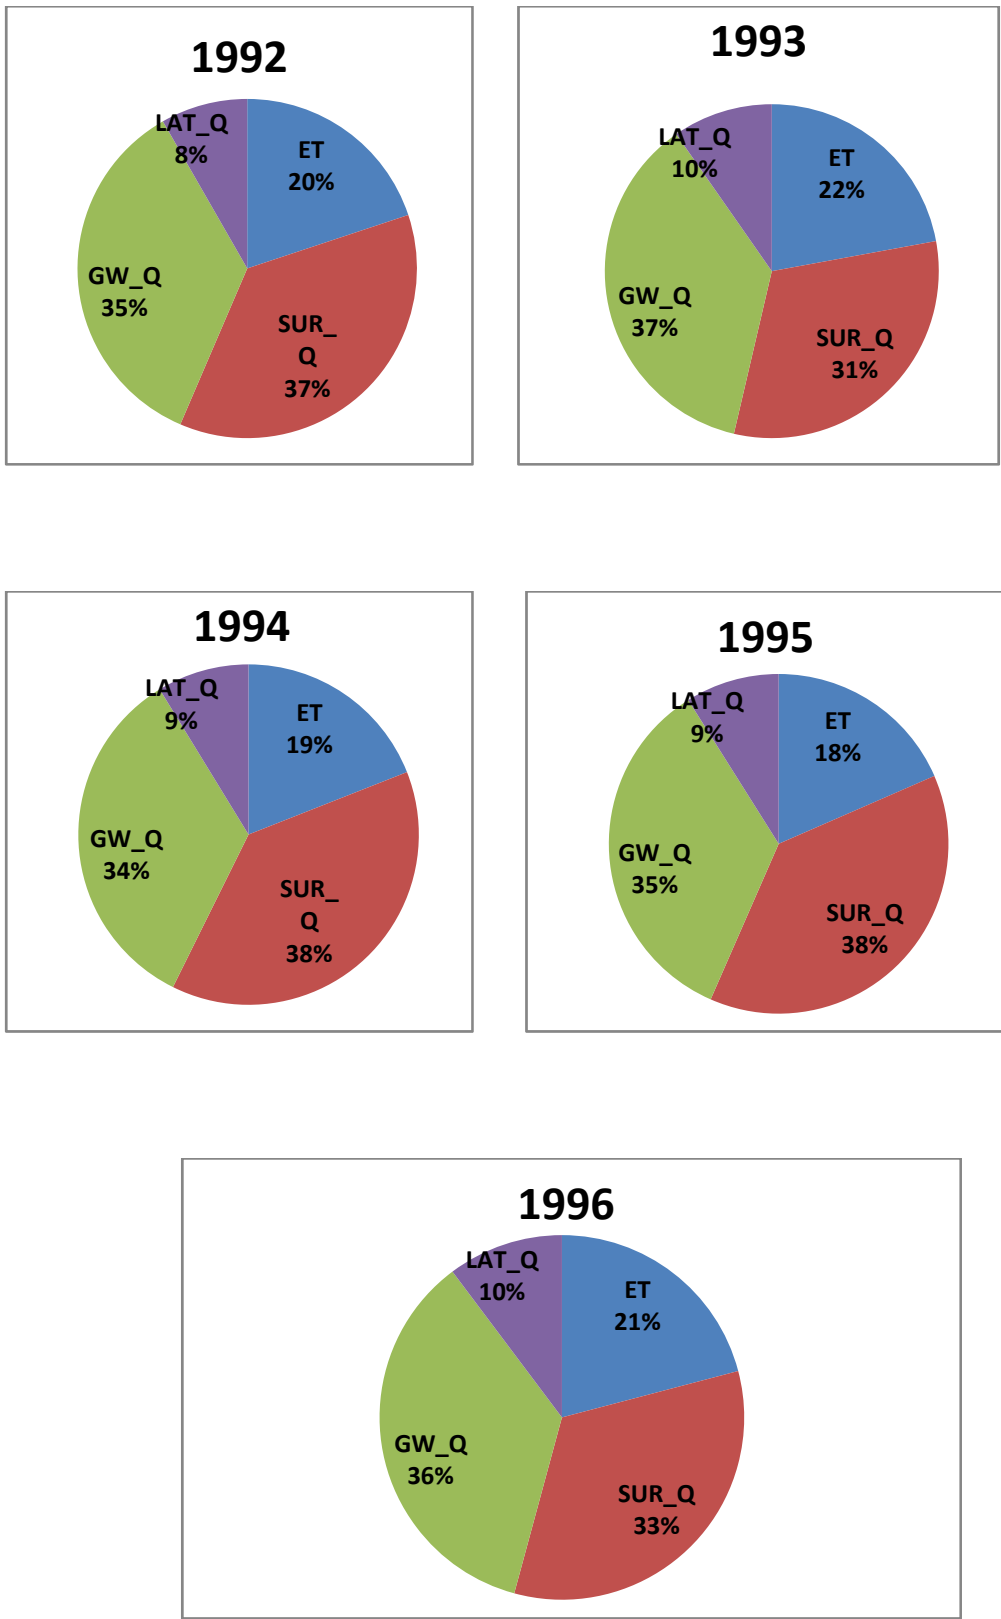 1992
LAT_Q
8%
ET
20%
GW_Q
35%
SUR_
Q
37%
1993
LAT_Q
10%
ET
22%
GW_Q
37%
SUR_Q
31%
1994
LAT_Q
9%
ET
19%
GW_Q
34%
SUR_
Q
38%
1995
LAT_Q
9%
ET
18%
GW_Q
35%
SUR_Q
38%
1996
LAT_Q
10%
ET
21%
GW_Q
36%
SUR_Q
33%